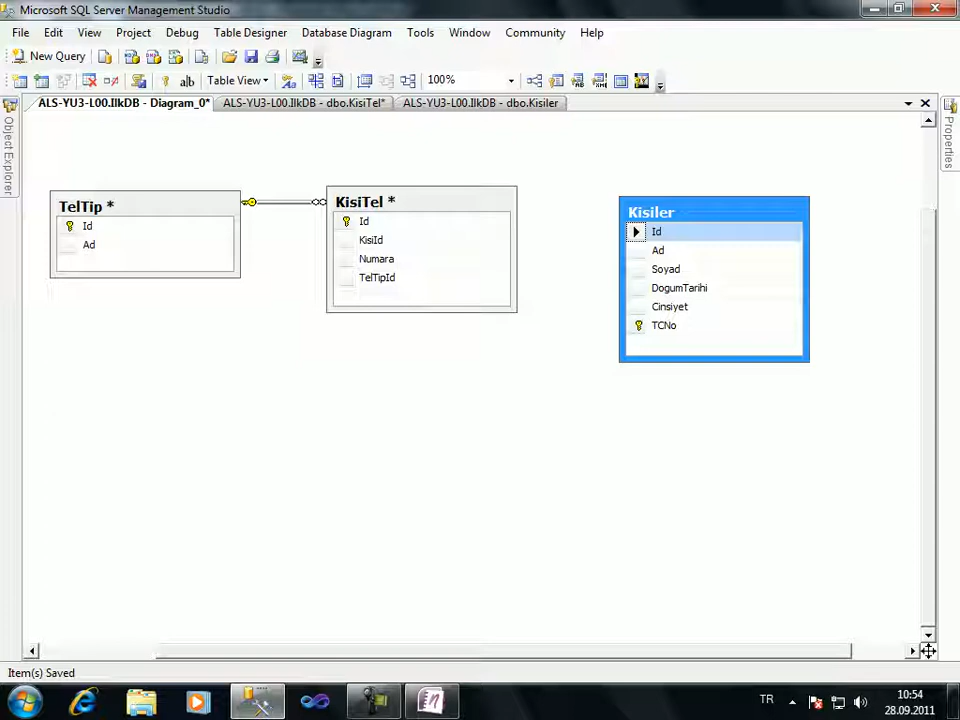 Microsoft SQL Server Management Studio
File Edit View Project Debug Table Designer Database Diagram Tools Window Community Help
New Query
Table View 100%
ALS-YU3-L00.IlkDB - Diagram_0* ALS-YU3-L00.IlkDB - dbo.KisiTel* ALS-YU3-L00.IlkDB - dbo.Kisiler
Object Explorer
Properties
TelTip *
Id
Ad
KisiTel *
Id
KisiId
Numara
TelTipId
Kisiler
Id
Ad
Soyad
DogumTarihi
Cinsiyet
TCNo
Item(s) Saved
TR
10:54
28.09.2011